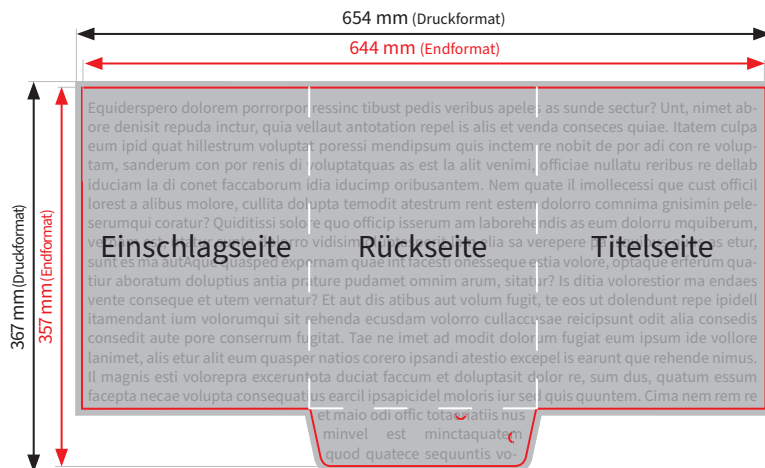 654 mm (Druckformat)
644 mm (Endformat)
367 mm (Druckformat)
357 mm (Endformat)
Einschlagseite Rückseite Titelseite
Equiderspero dolorem porrorpor ressinc tibust pedis veribus apeles as sunde sectur? Unt, nimet ab-
ore denisit repuda inctur, quia vellaut antotation repel is alis et venda conseces quiae. Itatem culpa
eum ipid quat hillestrum voluptat poressi mendipsum quis inctem re nobit de por adi con re volup-
tam, sanderum con por renis di voluptatquas as est la alit venimi, officiae nullatu reribus re dellab
iduciam la di conet faccaborum idia iducimp oribusantem. Nem quate il imollecessi que cust officil
lorest a alibus molore, cullita dolupta temodit atestrum rent estem dolorro comnima gnisimin pele-
serumqui coratur? Quiditissi solo e quo officip isserum rem laborehendis as eum dolorru mquiberum,
sunt es ma autAqui quasped expernam quae int facesti onesseque estia volore, optaque erferum qua-
tiur aboratum doluptius antia prature pudamet omnim arum, sitatur? Is ditia volorestior ma endaes
vente conseque et utem vernatur? Et aut dis atibus aut volum fugit, te eos ut dolendunt repe ipidell
itamendant ium volorumqui sit rehenda ecusdam volorro cullaccusae reicipsunt odit alia consedis
consedit aute pore conserrum fugitat. Tae ne imet ad modit dolorum fugiat eum ipsum ide vollore
lanimet, alis etur alit eum quasper natios corero ipsandi atestio excepel is earunt que rehende nimus.
Il magnis esti volorepra exceruntota duciat faccum et doluptasit dolor re, sum dus, quatum essum
facepta necae volupta consequatius earcil ipsapicidel moloris iur sed quis quuntem. Cima nem rem re
et maio odi offic totaeratiis nus
minvel est minctaquatem
quod quatece sequuntis vo-